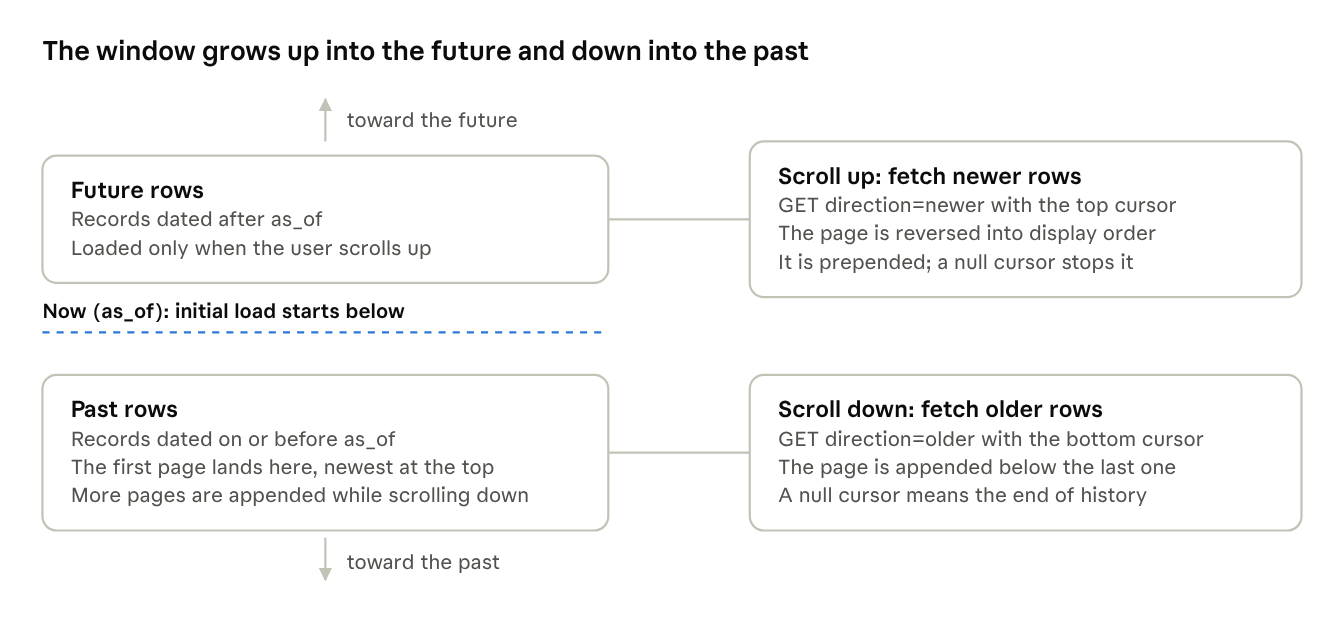 The window grows up into the future and down into the past
toward the future
Future rows
Records dated after as_of
Loaded only when the user scrolls up
Scroll up: fetch newer rows
GET direction=newer with the top cursor
The page is reversed into display order
It is prepended; a null cursor stops it
Now (as_of): initial load starts below
Past rows
Records dated on or before as_of
The first page lands here, newest at the top
More pages are appended while scrolling down
Scroll down: fetch older rows
GET direction=older with the bottom cursor
The page is appended below the last one
A null cursor means the end of history
toward the past